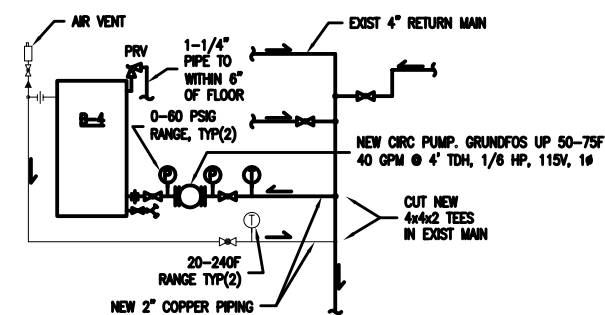 AIR VENT
EXIST 4" RETURN MAIN
PRV
1-1/4"
PIPE TO
WITHIN 6"
OF FLOOR
B-4
0-60 PSIG
RANGE, TYP(2)
NEW CIRC PUMP. GRUNDFOS UP 50-75F
40 GPM @ 4' TDH, 1/6 HP, 115V, 1ø
P
P
T
CUT NEW
4x4x2 TEES
IN EXIST MAIN
T
20-240F
RANGE TYP(2)
NEW 2" COPPER PIPING